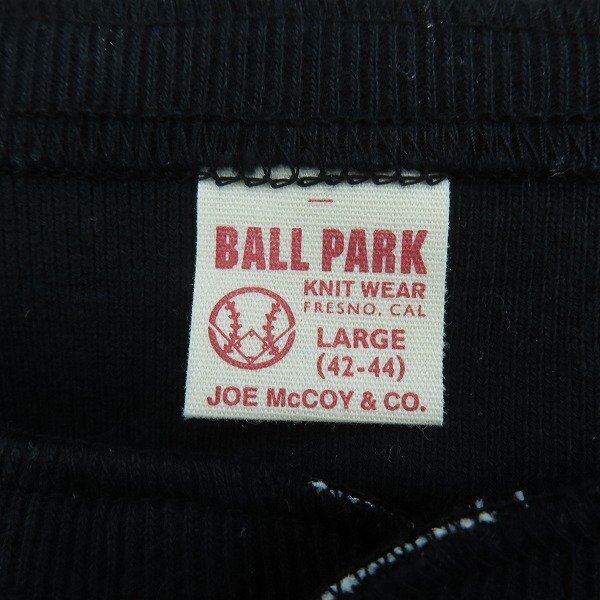 BALL PARK
KNIT WEAR
FRESNO, CAL
LARGE
(42-44)
JOE McCOY & CO.